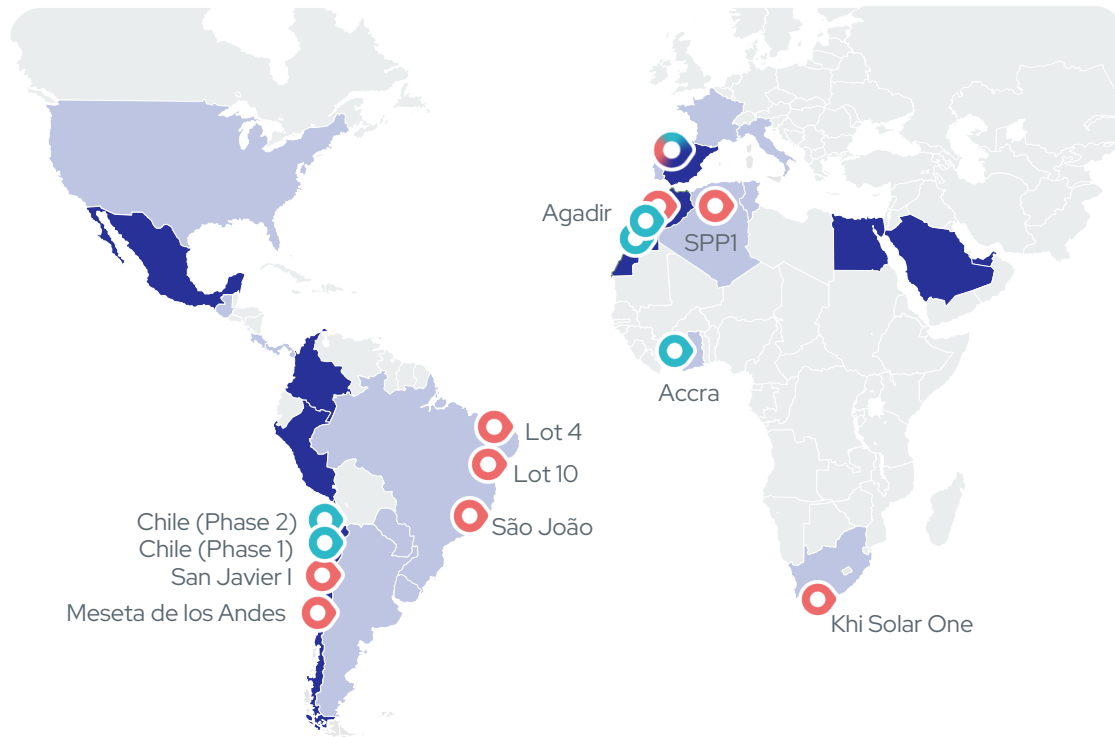 Agadir
SPP1
Accra
Lot 4
Lot 10
São João
Chile (Phase 2)
Chile (Phase 1)
San Javier I
Meseta de los Andes
Khi Solar One